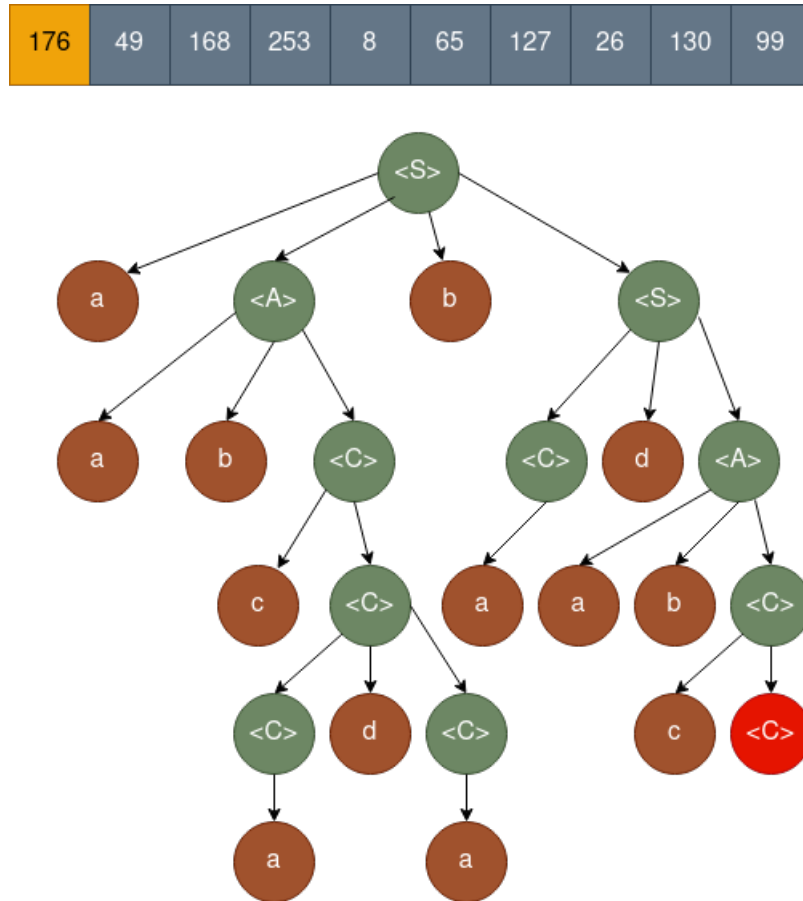 176 49 168 253 8 65 127 26 130 99
<S>
a <A> b <S>
a b <C> <C> d <A>
c <C> a a b <C>
<C> d <C> c <C>
a a